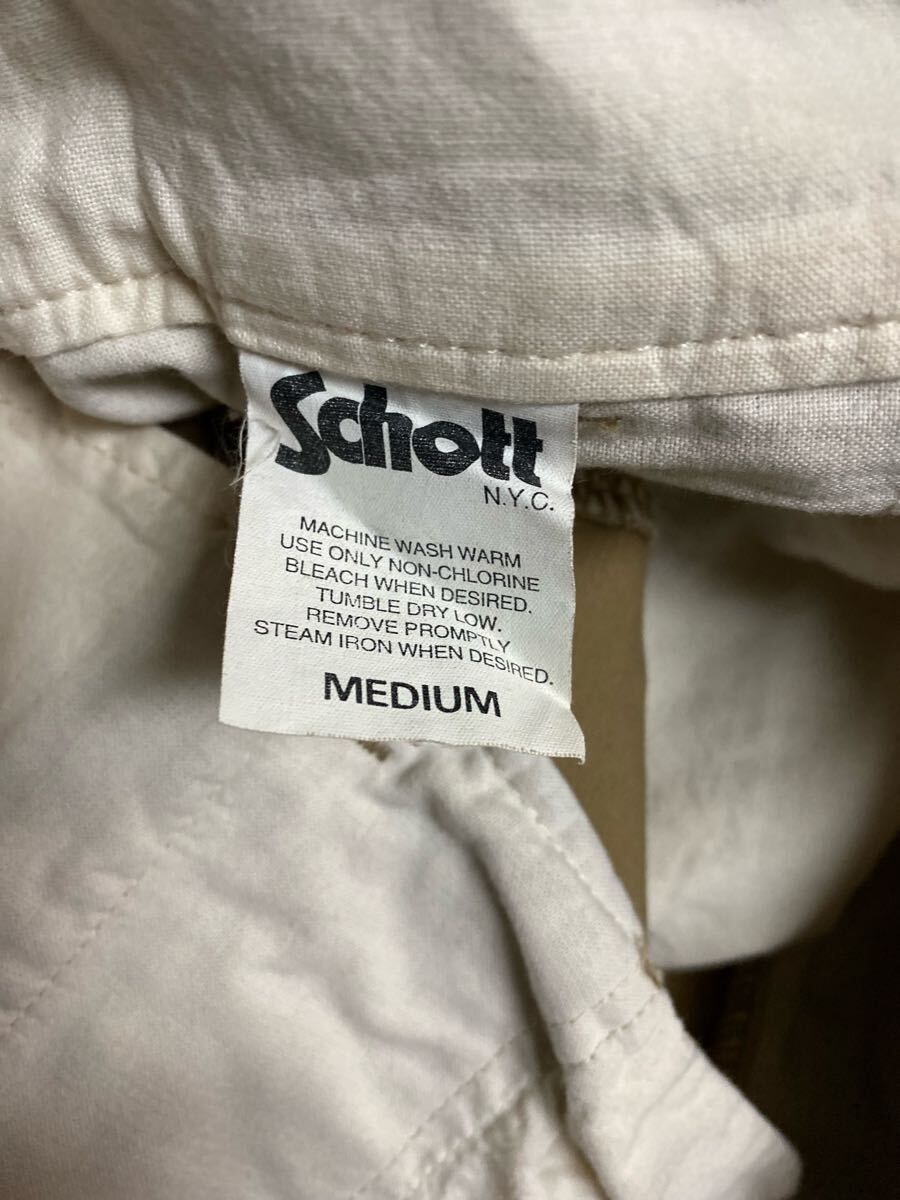 Schott
N.Y.C.
MACHINE WASH WARM
USE ONLY NON-CHLORINE
BLEACH WHEN DESIRED.
TUMBLE DRY LOW.
REMOVE PROMPTLY
STEAM IRON WHEN DESIRED.
MEDIUM